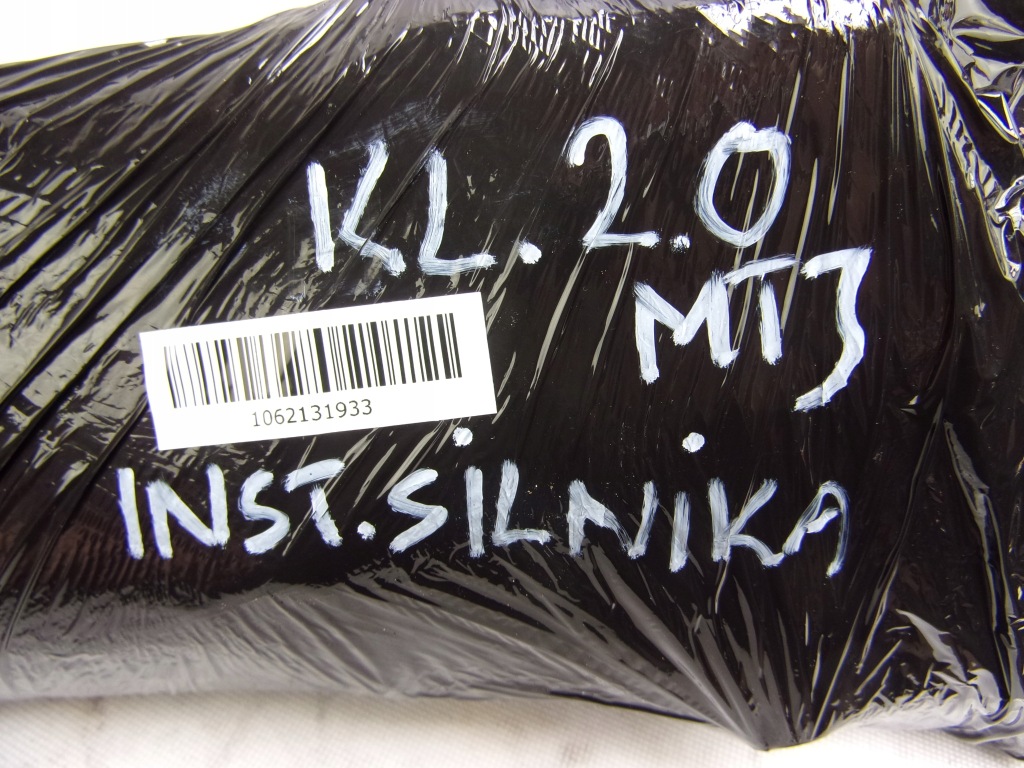 KL. 2.0
MTJ
1062131933
INST. SiLNiKA